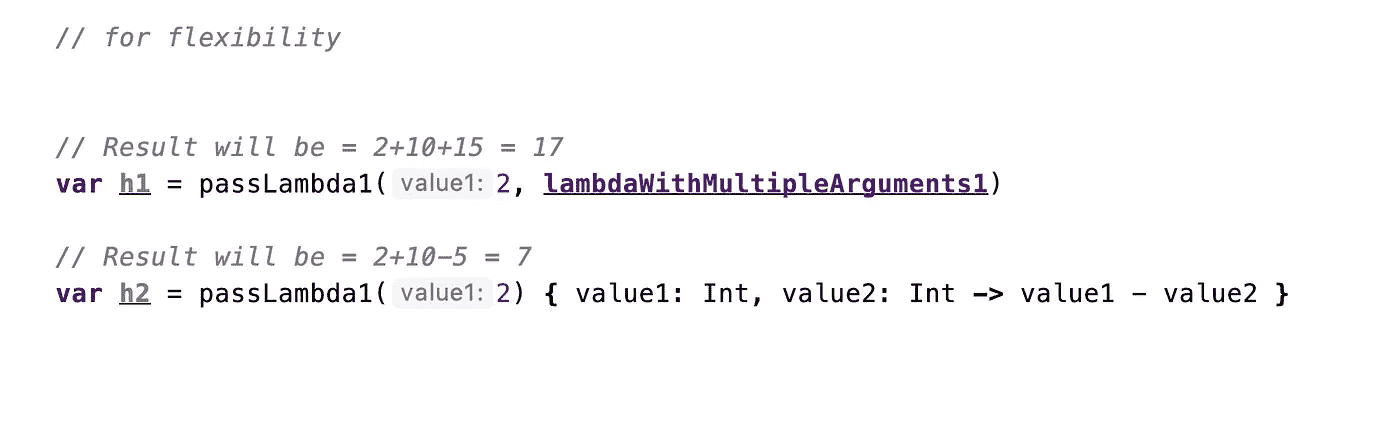 // for flexibility
// Result will be = 2+10+15 = 17
var h1 = passLambda1( value1: 2, lambdaWithMultipleArguments1)
// Result will be = 2+10-5 = 7
var h2 = passLambda1( value1: 2) { value1: Int, value2: Int -> value1 - value2 }